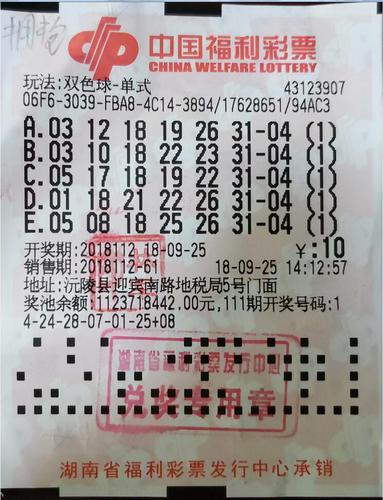 中国福利彩票
CHINA WELFARE LOTTERY
玩法:双色球-单式
43123907
06F6-3039-FBA8-4C14-3894/17628651/94AC3
A.03 12 18 19 26 31-04 (1)
B.03 10 18 22 23 31-04 (1)
C.05 17 18 19 22 31-04 (1)
D.01 18 21 22 26 31-04 (1)
E.05 08 18 25 26 31-04 (1)
开奖期:2018112 18-09-25 ￥:10
销售期:2018112-61 18-09-25 14:12:57
地址:沅陵县迎宾南路地税局5号门面
奖池余额:1123718442.00元,111期开奖号码:1
4-24-28-07-01-25+08
湖南省福利彩票发行中心
兑奖专用章
湖南省福利彩票发行中心承销